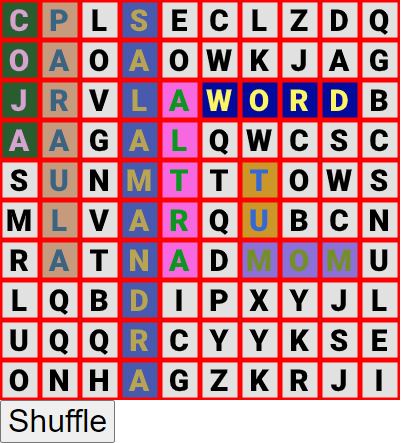 C P L S E C L Z D Q
O A O A O W K J A G
J R V L A W O R D B
A A G A L Q W C S C
S U N M T T T O W S
M L V A R Q U B C N
R A T N A D M O M U
L Q B D I P X Y J L
U Q Q R C Y Y K S E
O N H A G Z K R J I
Shuffle